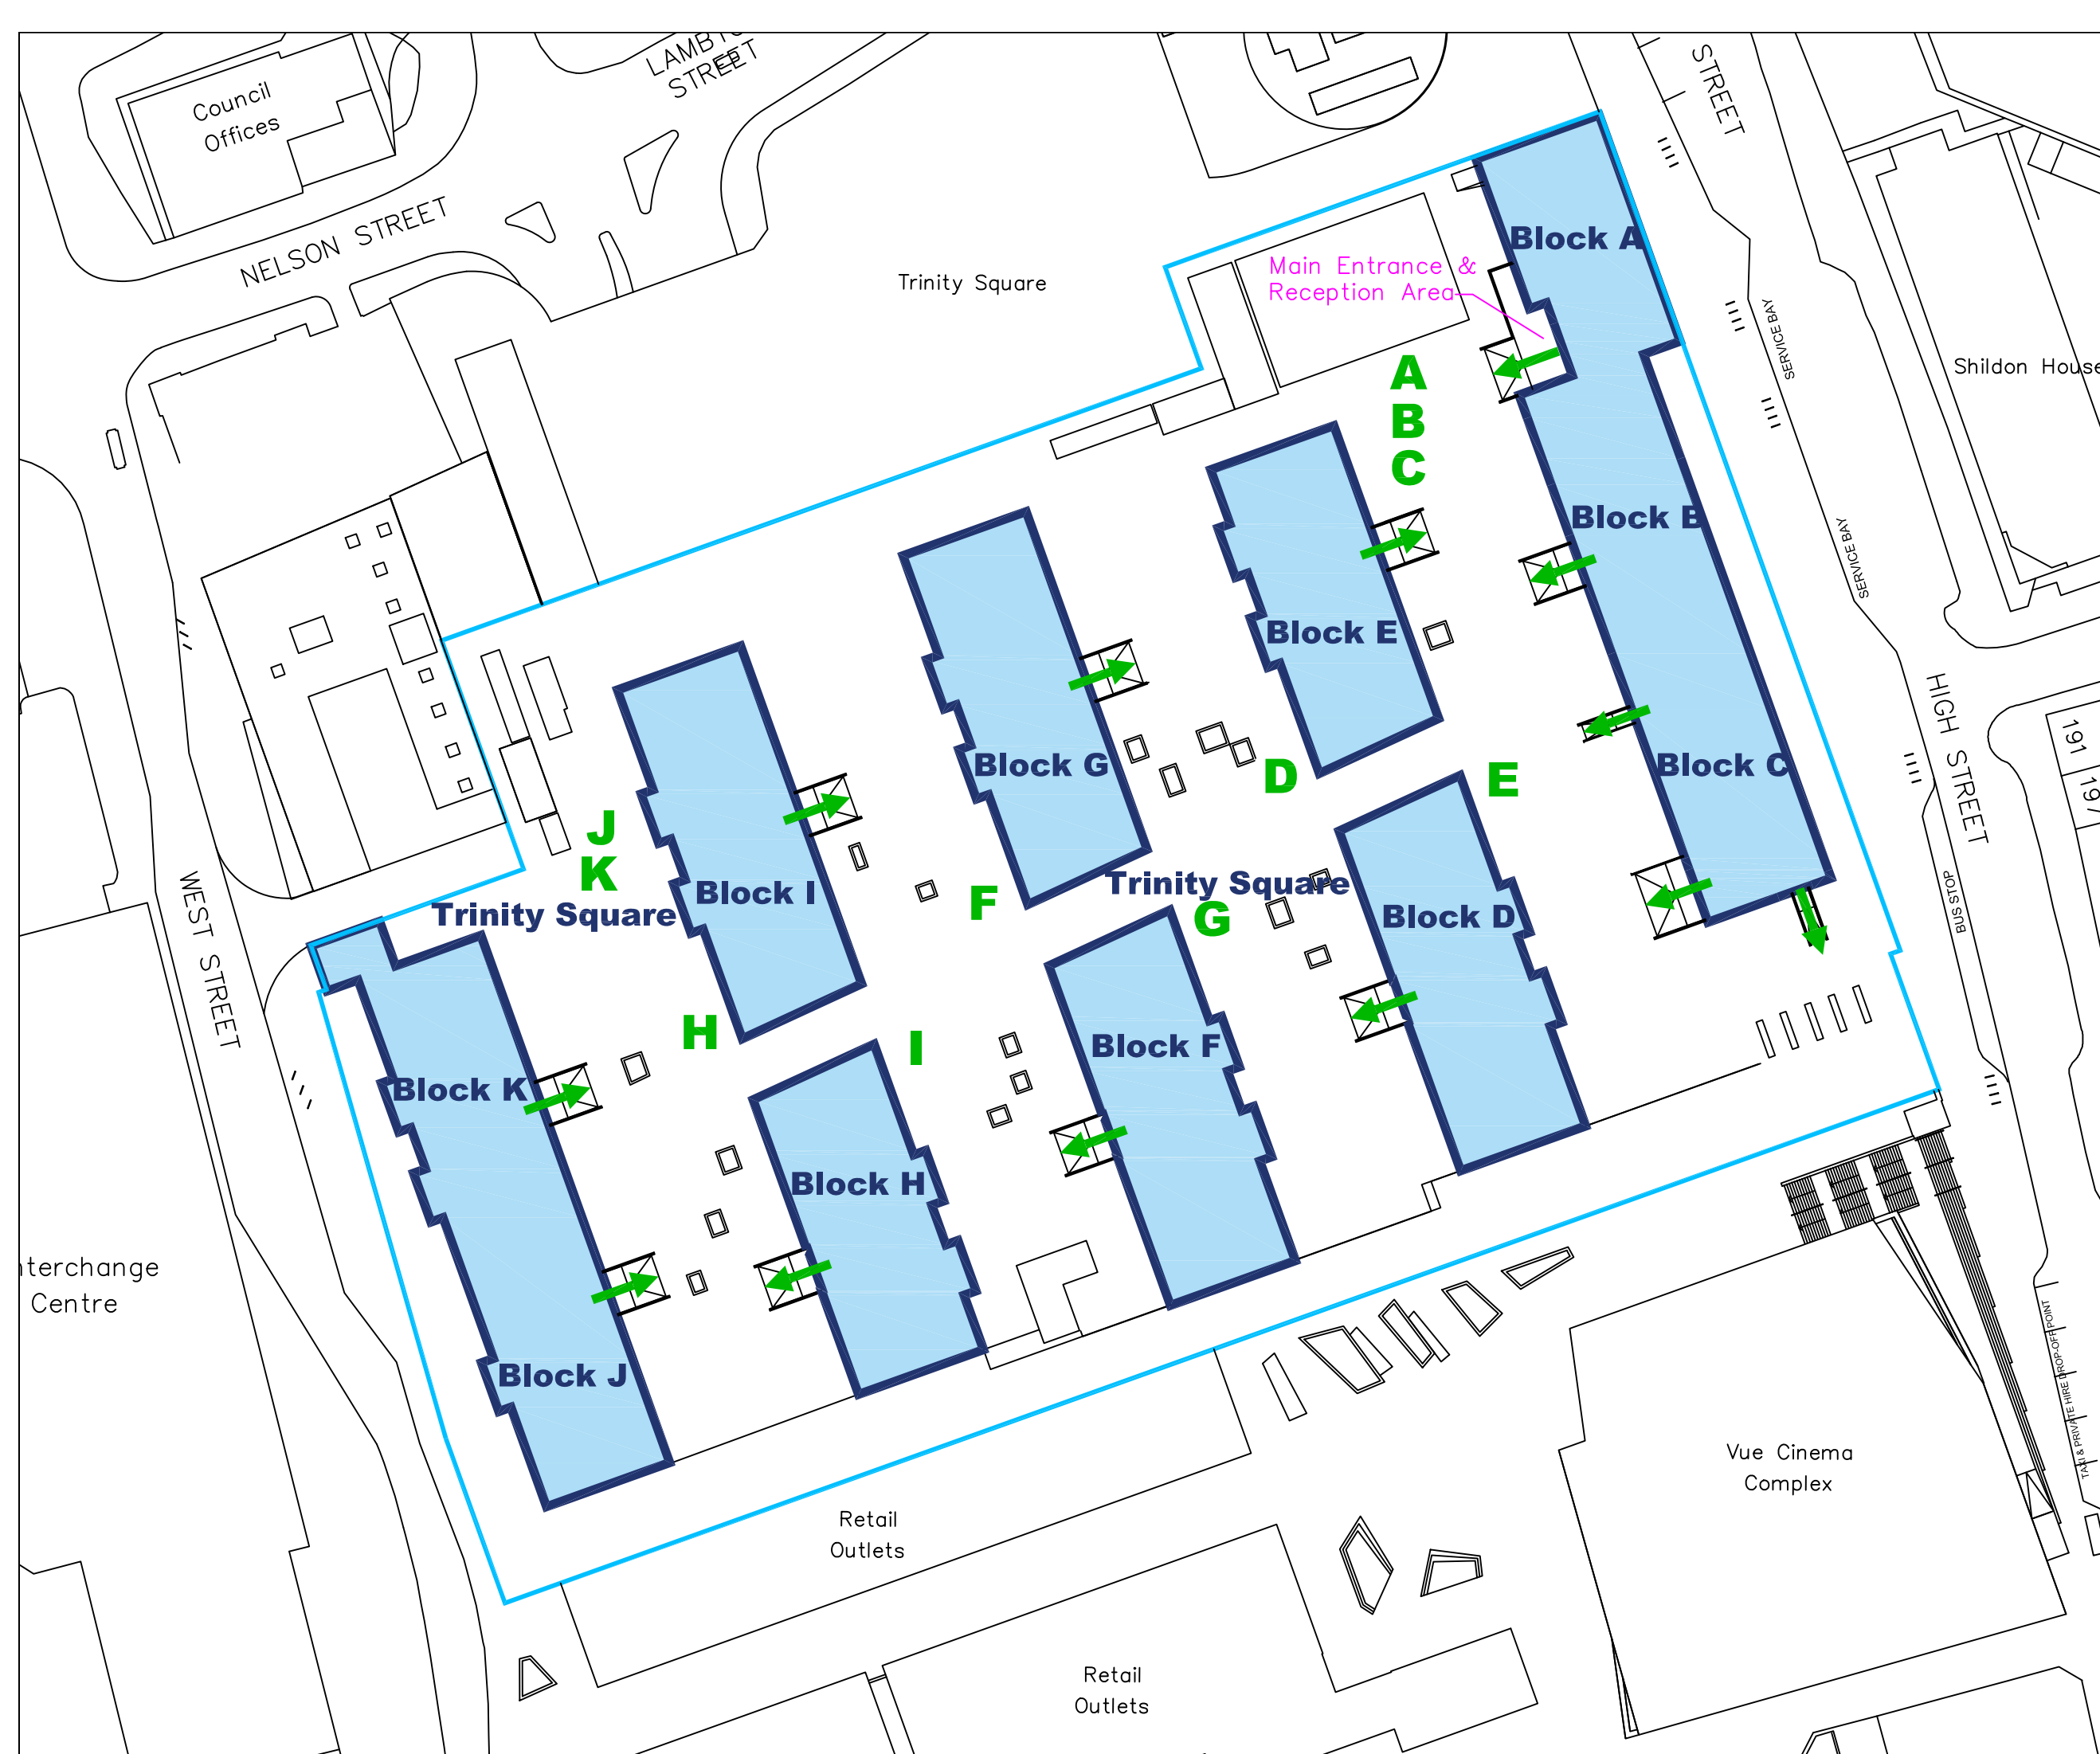 LAMBT
STREET
STREET
Council
Offices
NELSON STREET
Trinity Square
Main Entrance &
Reception Area
Block A
SERVICE BAY
Shildon House
A
B
C
Block B
SERVICE BAY
Block E
HIGH STREET
191
197
Block G
D
E
Block C
J
K
Block I
F
Trinity Square
G
Block D
BUS STOP
Trinity Square
WEST STREET
H
I
Block F
Block K
Block H
nterchange
Centre
Block J
TAXI & PRIVATE HIRE DROP-OFF POINT
Vue Cinema
Complex
Retail
Outlets
Retail
Outlets